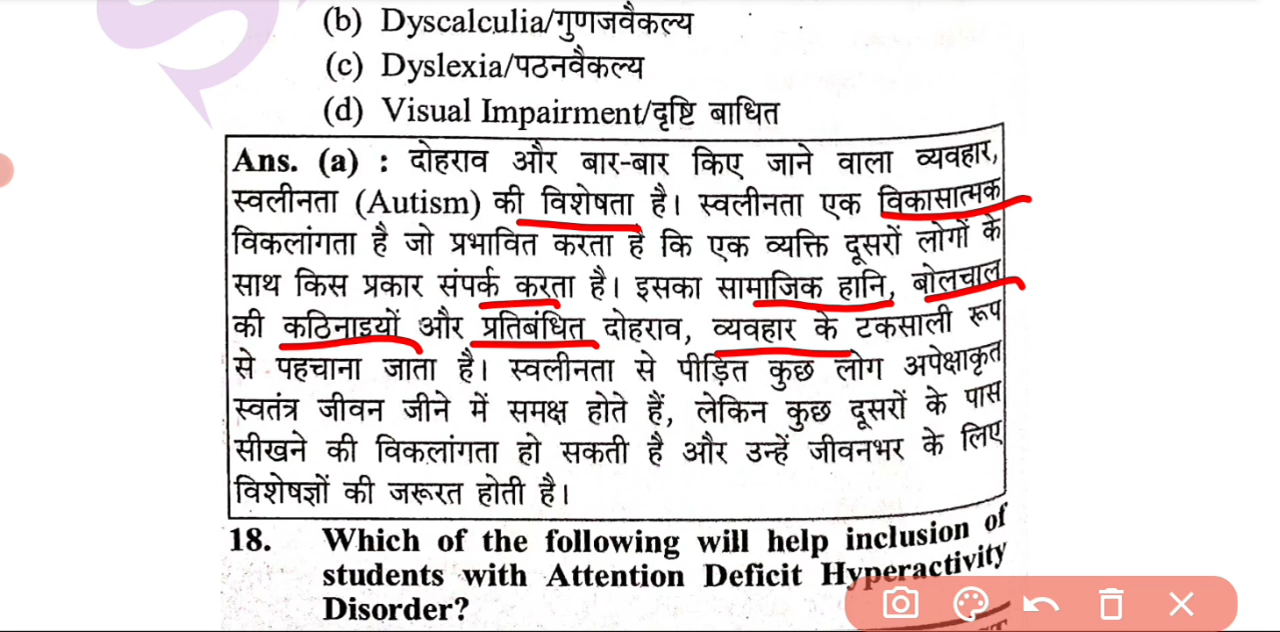 (b) Dyscalculia/गुणजवैकल्य
(c) Dyslexia/पठनवैकल्य
(d) Visual Impairment/दृष्टि बाधित
Ans. (a) : दोहराव और बार-बार किए जाने वाला व्यवहार,
स्वलीनता (Autism) की विशेषता है। स्वलीनता एक विकासात्मक
विकलांगता है जो प्रभावित करता है कि एक व्यक्ति दूसरों लोगों के
साथ किस प्रकार संपर्क करता है। इसका सामाजिक हानि, बोलचाल
की कठिनाइयों और प्रतिबंधित दोहराव, व्यवहार के टकसाली रूप
से पहचाना जाता है। स्वलीनता से पीड़ित कुछ लोग अपेक्षाकृत
स्वतंत्र जीवन जीने में समक्ष होते हैं, लेकिन कुछ दूसरों के पास
सीखने की विकलांगता हो सकती है और उन्हें जीवनभर के लिए
विशेषज्ञों की जरूरत होती है।
18. Which of the following will help inclusion of
students with Attention Deficit Hyperactivity
Disorder?